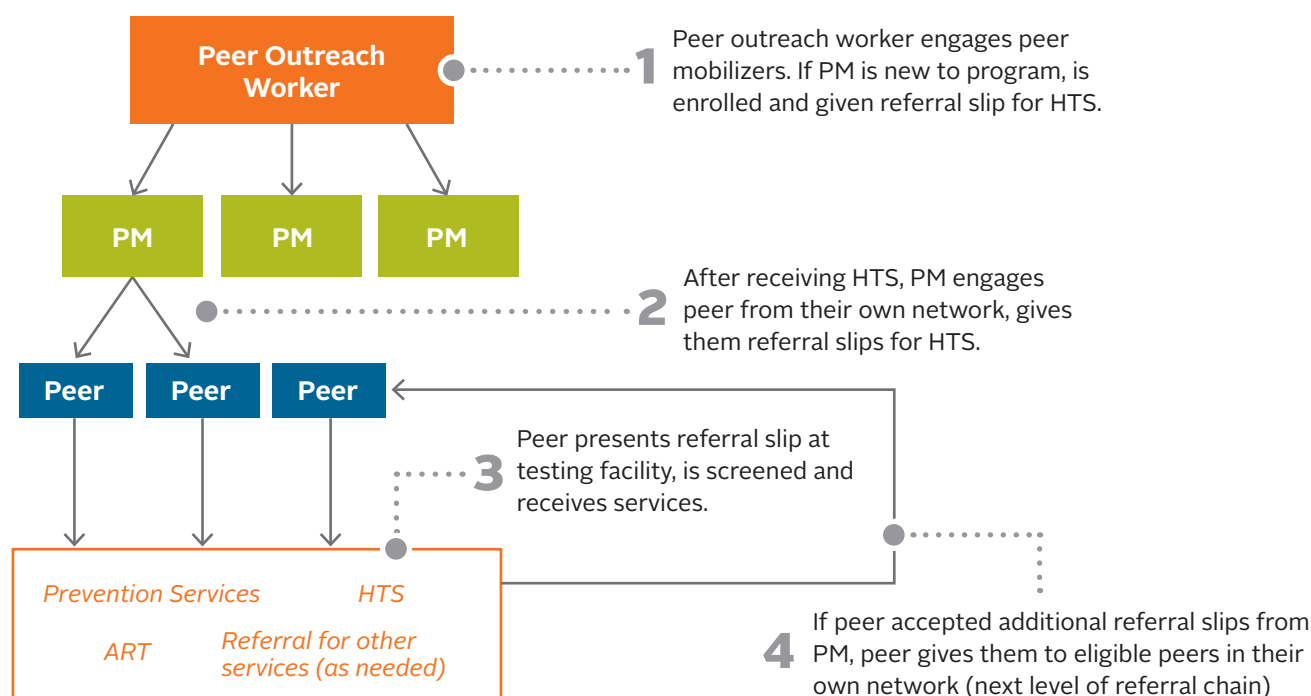 Peer Outreach
Worker
1
Peer outreach worker engages peer
mobilizers. If PM is new to program, is
enrolled and given referral slip for HTS.
PM
PM
PM
2
After receiving HTS, PM engages
peer from their own network, gives
them referral slips for HTS.
Peer
Peer
Peer
3
Peer presents referral slip at
testing facility, is screened and
receives services.
Prevention Services
HTS
ART
Referral for other
services (as needed)
4
If peer accepted additional referral slips from
PM, peer gives them to eligible peers in their
own network (next level of referral chain)